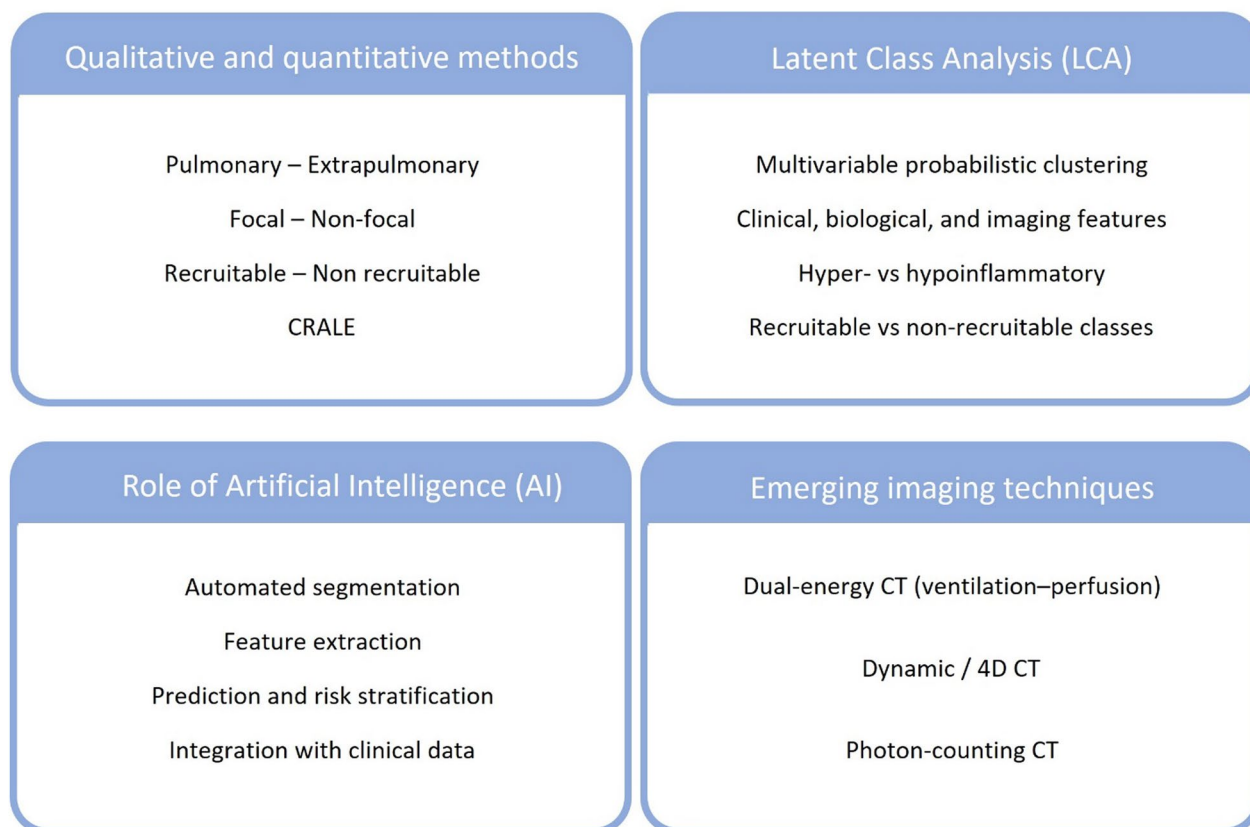 Qualitative and quantitative methods
Pulmonary – Extrapulmonary
Focal – Non-focal
Recruitable – Non recruitable
CRALE
Latent Class Analysis (LCA)
Multivariable probabilistic clustering
Clinical, biological, and imaging features
Hyper- vs hypoinflammatory
Recruitable vs non-recruitable classes
Role of Artificial Intelligence (AI)
Automated segmentation
Feature extraction
Prediction and risk stratification
Integration with clinical data
Emerging imaging techniques
Dual-energy CT (ventilation–perfusion)
Dynamic / 4D CT
Photon-counting CT